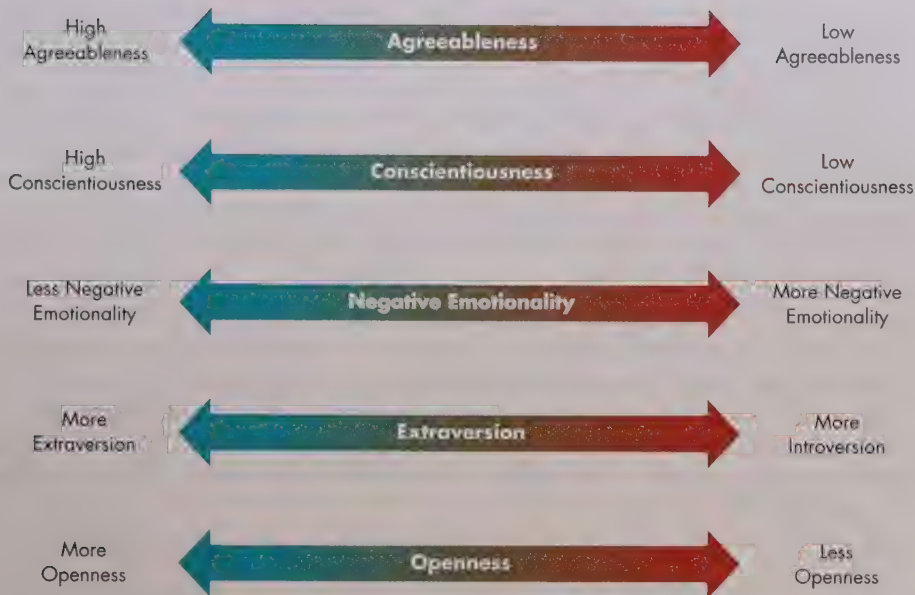 High
Agreeableness
Agreeableness
Low
Agreeableness
High
Conscientiousness
Conscientiousness
Low
Conscientiousness
Less Negative
Emotionality
Negative Emotionality
More Negative
Emotionality
More
Extraversion
Extraversion
More
Introversion
More
Openness
Openness
Less
Openness